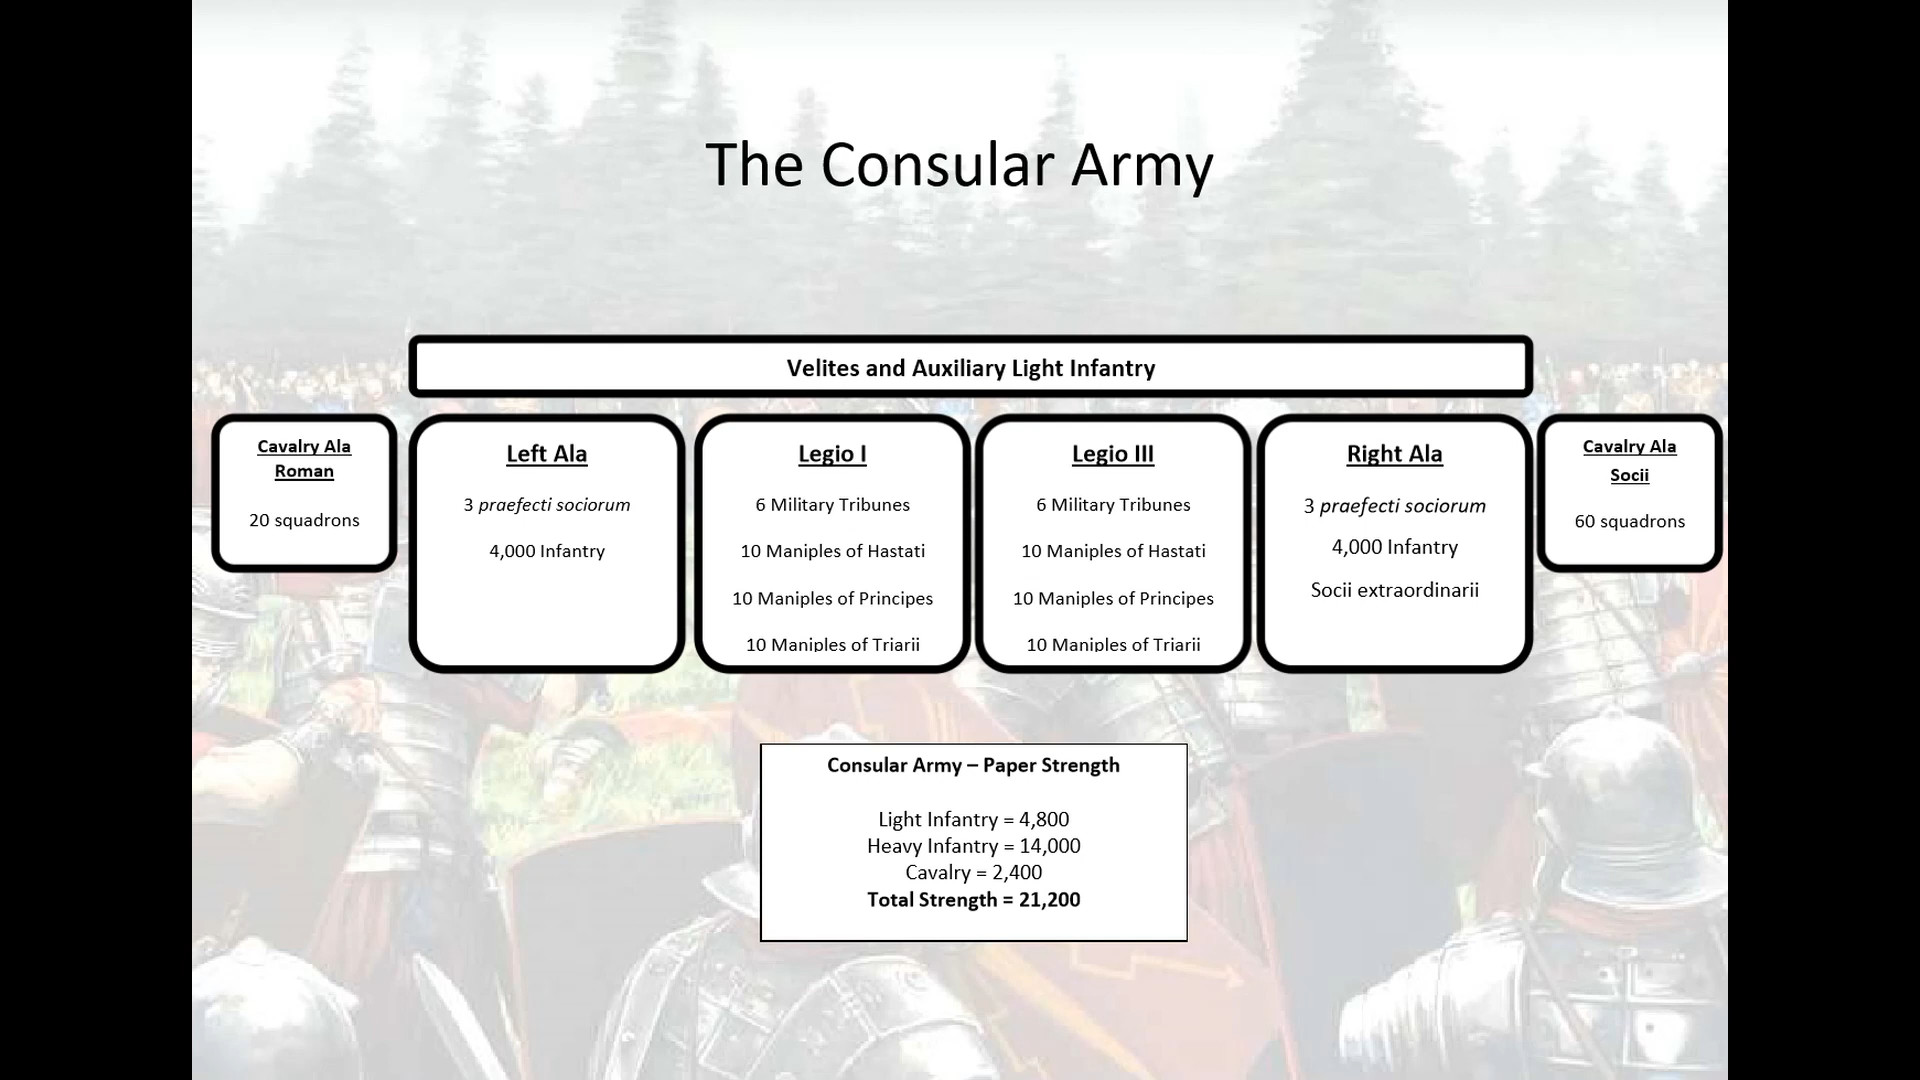 The Consular Army
Velites and Auxiliary Light Infantry
Cavalry Ala
Roman
20 squadrons
Left Ala
3 praefecti sociorum
4,000 Infantry
Legio I
6 Military Tribunes
10 Maniples of Hastati
10 Maniples of Principes
10 Maniples of Triarii
Legio III
6 Military Tribunes
10 Maniples of Hastati
10 Maniples of Principes
10 Maniples of Triarii
Right Ala
3 praefecti sociorum
4,000 Infantry
Socii extraordinarii
Cavalry Ala
Socii
60 squadrons
Consular Army – Paper Strength
Light Infantry = 4,800
Heavy Infantry = 14,000
Cavalry = 2,400
Total Strength = 21,200